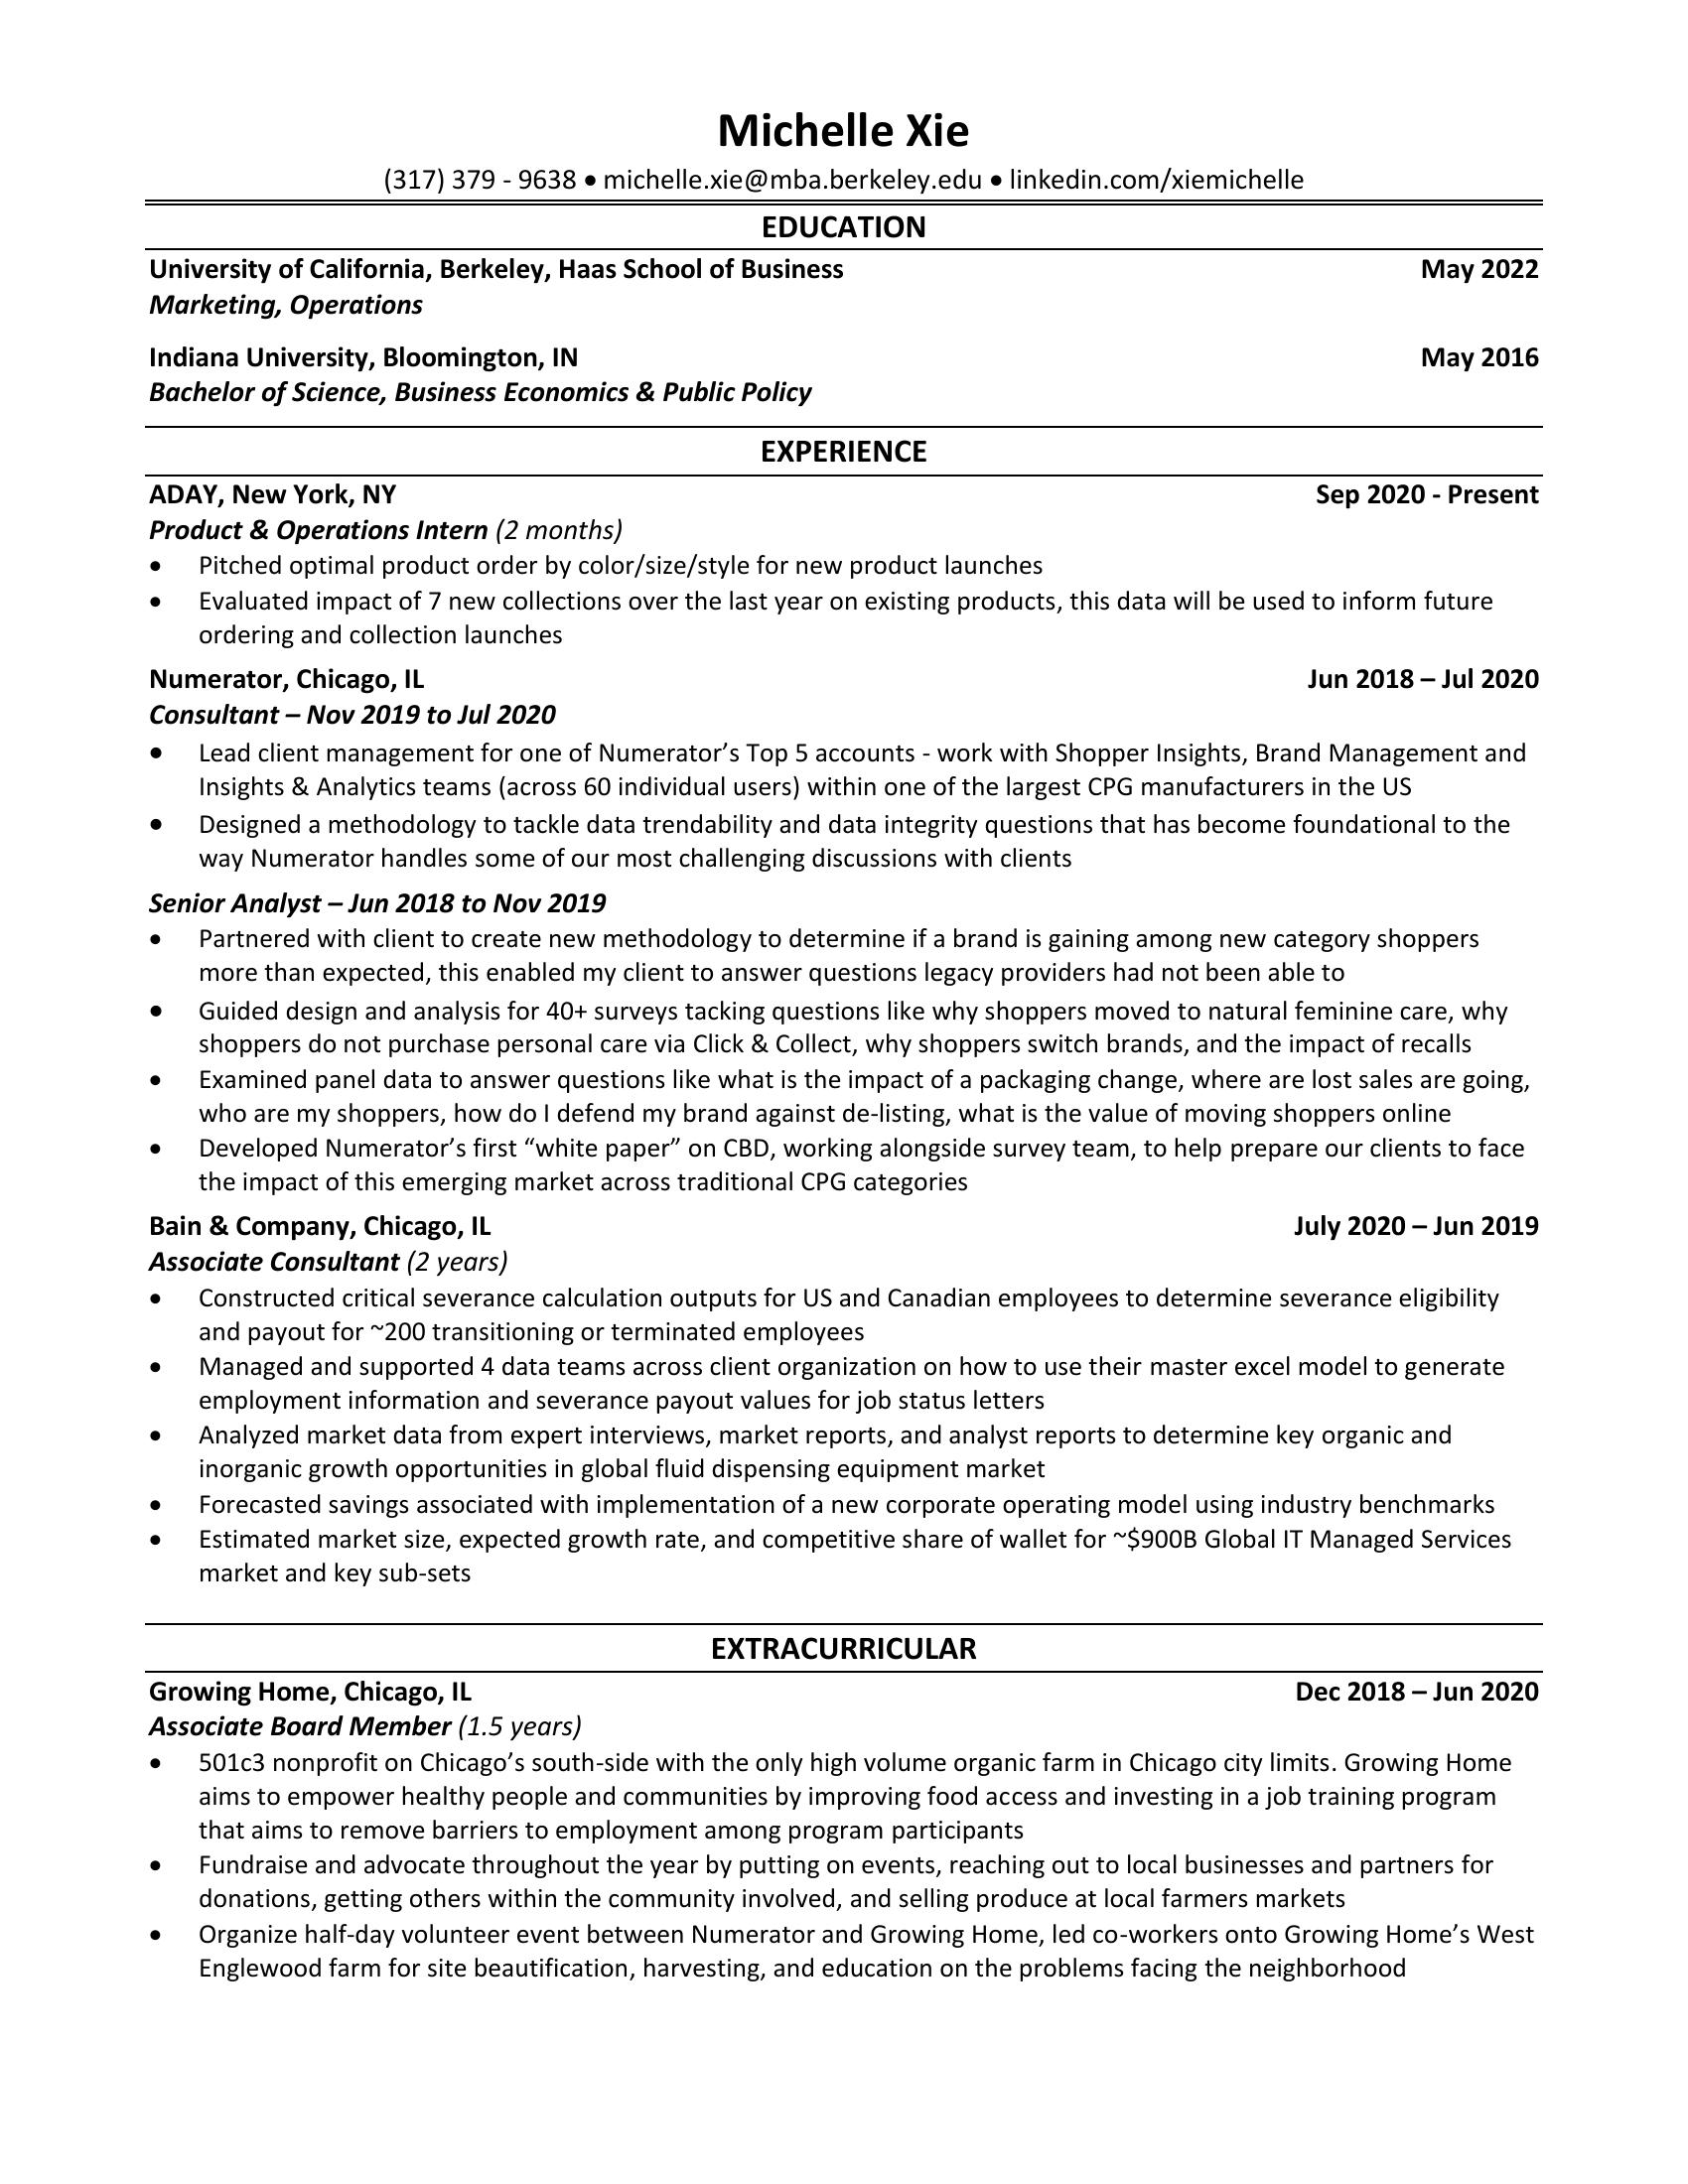 Michelle Xie
(317) 379 - 9638 • michelle.xie@mba.berkeley.edu • linkedin.com/xiemichelle
EDUCATION
University of California, Berkeley, Haas School of Business May 2022
Marketing, Operations
Indiana University, Bloomington, IN May 2016
Bachelor of Science, Business Economics & Public Policy
EXPERIENCE
ADAY, New York, NY Sep 2020 - Present
Product & Operations Intern (2 months)
• Pitched optimal product order by color/size/style for new product launches
• Evaluated impact of 7 new collections over the last year on existing products, this data will be used to inform future
ordering and collection launches
Numerator, Chicago, IL Jun 2018 – Jul 2020
Consultant – Nov 2019 to Jul 2020
• Lead client management for one of Numerator’s Top 5 accounts - work with Shopper Insights, Brand Management and
Insights & Analytics teams (across 60 individual users) within one of the largest CPG manufacturers in the US
• Designed a methodology to tackle data trendability and data integrity questions that has become foundational to the
way Numerator handles some of our most challenging discussions with clients
Senior Analyst – Jun 2018 to Nov 2019
• Partnered with client to create new methodology to determine if a brand is gaining among new category shoppers
more than expected, this enabled my client to answer questions legacy providers had not been able to
• Guided design and analysis for 40+ surveys tacking questions like why shoppers moved to natural feminine care, why
shoppers do not purchase personal care via Click & Collect, why shoppers switch brands, and the impact of recalls
• Examined panel data to answer questions like what is the impact of a packaging change, where are lost sales are going,
who are my shoppers, how do I defend my brand against de-listing, what is the value of moving shoppers online
• Developed Numerator’s first “white paper” on CBD, working alongside survey team, to help prepare our clients to face
the impact of this emerging market across traditional CPG categories
Bain & Company, Chicago, IL July 2020 – Jun 2019
Associate Consultant (2 years)
• Constructed critical severance calculation outputs for US and Canadian employees to determine severance eligibility
and payout for ~200 transitioning or terminated employees
• Managed and supported 4 data teams across client organization on how to use their master excel model to generate
employment information and severance payout values for job status letters
• Analyzed market data from expert interviews, market reports, and analyst reports to determine key organic and
inorganic growth opportunities in global fluid dispensing equipment market
• Forecasted savings associated with implementation of a new corporate operating model using industry benchmarks
• Estimated market size, expected growth rate, and competitive share of wallet for ~$900B Global IT Managed Services
market and key sub-sets
EXTRACURRICULAR
Growing Home, Chicago, IL Dec 2018 – Jun 2020
Associate Board Member (1.5 years)
• 501c3 nonprofit on Chicago’s south-side with the only high volume organic farm in Chicago city limits. Growing Home
aims to empower healthy people and communities by improving food access and investing in a job training program
that aims to remove barriers to employment among program participants
• Fundraise and advocate throughout the year by putting on events, reaching out to local businesses and partners for
donations, getting others within the community involved, and selling produce at local farmers markets
• Organize half-day volunteer event between Numerator and Growing Home, led co-workers onto Growing Home’s West
Englewood farm for site beautification, harvesting, and education on the problems facing the neighborhood